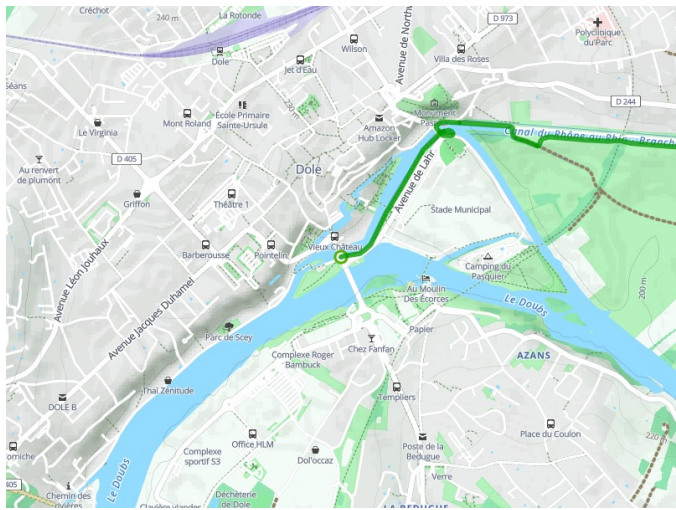 Créchot
240 m
La Rotonde
D 973
Polyclinique
du Parc
Wilson
Avenue de North
Villa des Roses
Dole
Jet d'Eau
Séans
230 m
École Primaire
Sainte-Ursule
Mont Roland
Le Virginia
Monument
D 244
Amazon
Hub Locker
Canal du Rhône au Rhin - Branch
D 405
Au renvert
de plumont
Dole
Griffon
Théâtre 1
Avenue de Lahr
Stade Municipal
Barberousse
Pointelin
Vieux Château
Avenue Léon Jouhaux
Camping du
Pasquier
Au Moulin
Des Écorces
200 m
Le Doubs
Avenue Jacques Duhamel
Parc de Scey
Papier
Chez Fanfan
AZANS
Complexe Roger
Bambuck
Thaï Zénitude
Templiers
DOLE B
Place du Coulon
220 m
Office HLM
Poste de la
Bedugue
Complexe
sportif S3
Dol'occaz
Verre
405
Le Doubs
Chemin des
rivières
Déchèterie
de Dole
Clavière viandes
LA BEDUGUE